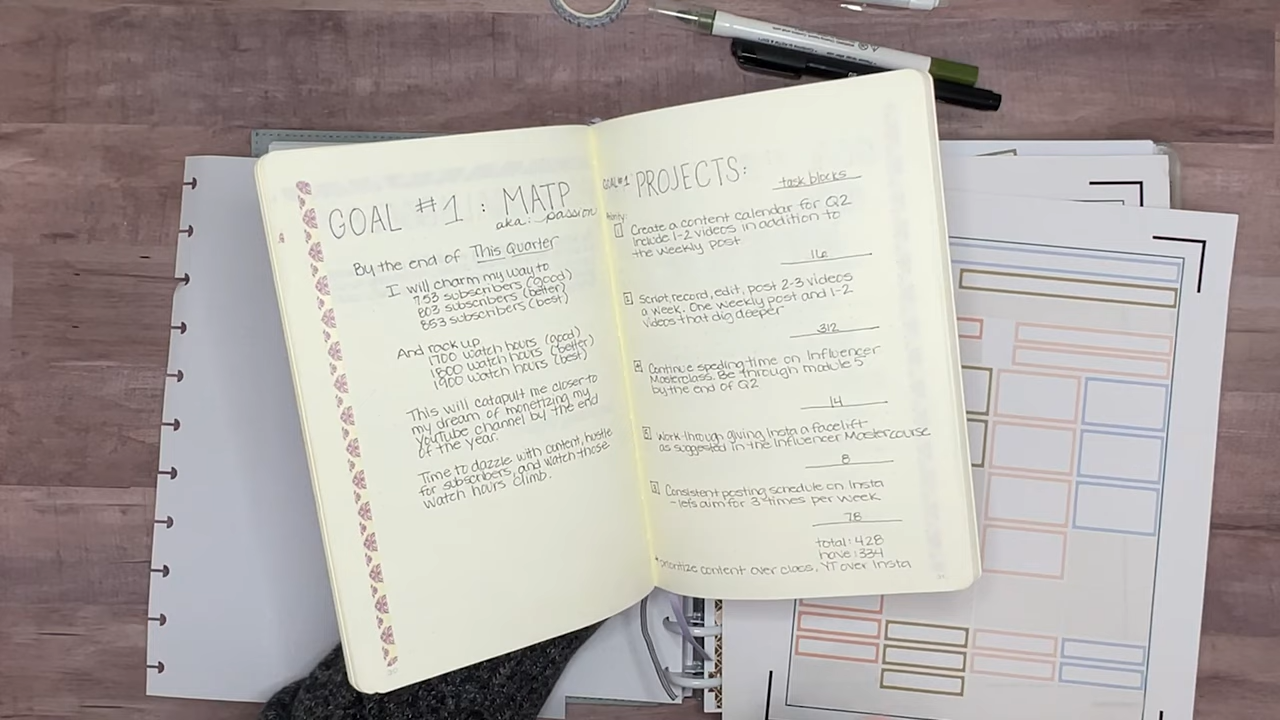 GOAL #1 : MATP
aka: passion
By the end of This Quarter
I will charm my way to
753 subscribers (good)
803 subscribers (better)
853 subscribers (best)
And rack up
1700 watch hours (good)
1800 watch hours (better)
1900 watch hours (best)
This will catapult me closer to
my dream of monetizing my
YouTube channel by the end
of the year.
Time to dazzle with content, hustle
for subscribers, and watch those
watch hours climb.
GOAL #1 PROJECTS:
task blocks
Priority:
1 Create a content calendar for Q2
Include 1-2 videos in addition to
the weekly post
16
2 Script, record, edit, post 2-3 videos
a week. One weekly post and 1-2
videos that dig deeper
312
4 Continue speding time on Influencer
Masterclass. Be through module 5
by the end of Q2
14
5 Work through giving Insta a facelift
as suggested in the Influencer Mastercourse
8
3 Consistent posting schedule on Insta
- lets aim for 3 times per week
78
total: 428
have: 334
* prioritize content over class, YT over Insta